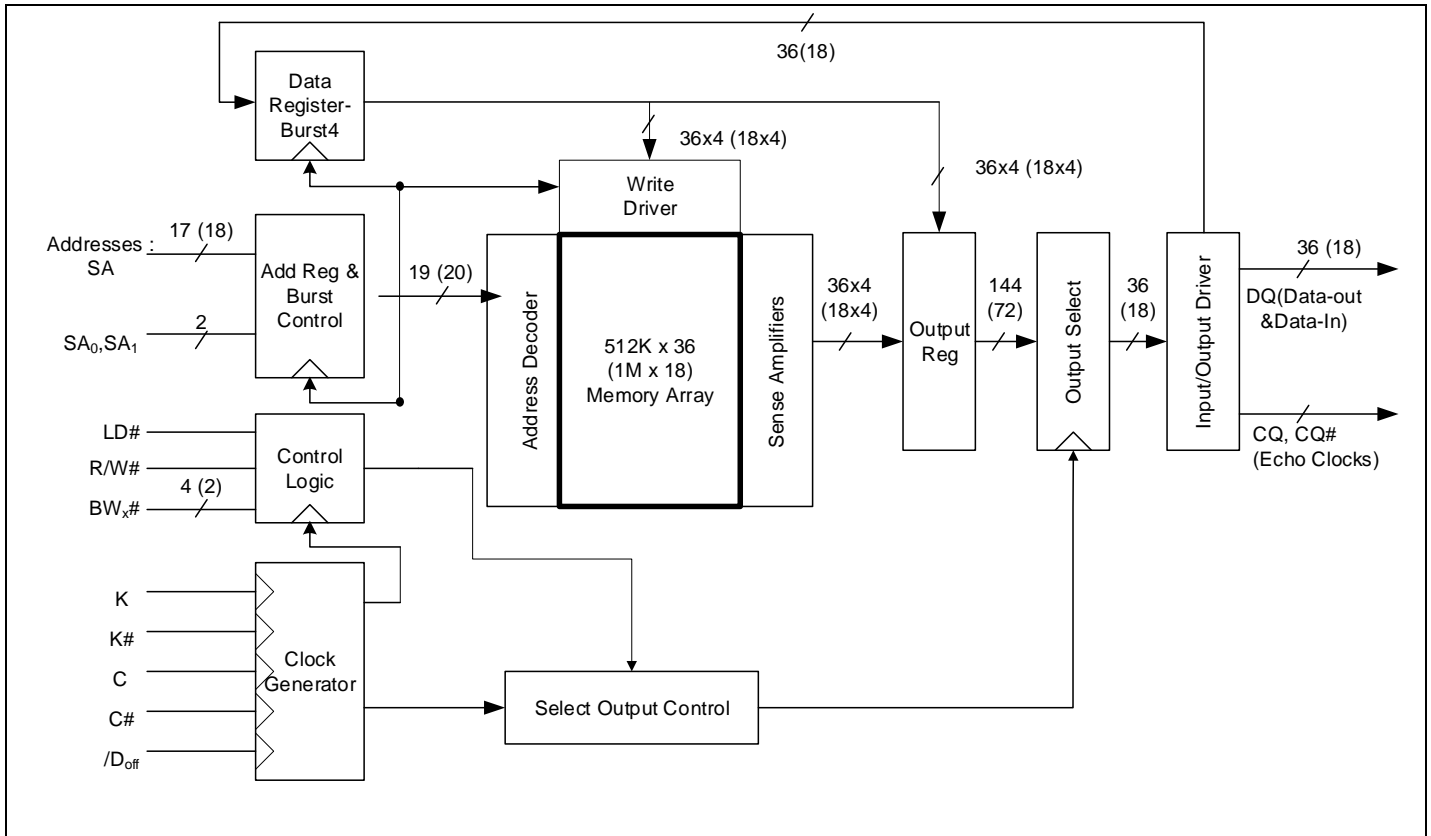 36(18)
Data
Register-
Burst4
36x4 (18x4)
36x4 (18x4)
Write
Driver
Addresses :
SA
17 (18)
SA0,SA1
2
Add Reg &
Burst
Control
19 (20)
Address Decoder
512K x 36
(1M x 18)
Memory Array
Sense Amplifiers
36x4
(18x4)
Output
Reg
144
(72)
Output Select
36
(18)
Input/Output Driver
36 (18)
DQ(Data-out
&Data-In)
CQ, CQ#
(Echo Clocks)
LD#
R/W#
BWx#
4 (2)
Control
Logic
K
K#
C
C#
/Doff
Clock
Generator
Select Output Control